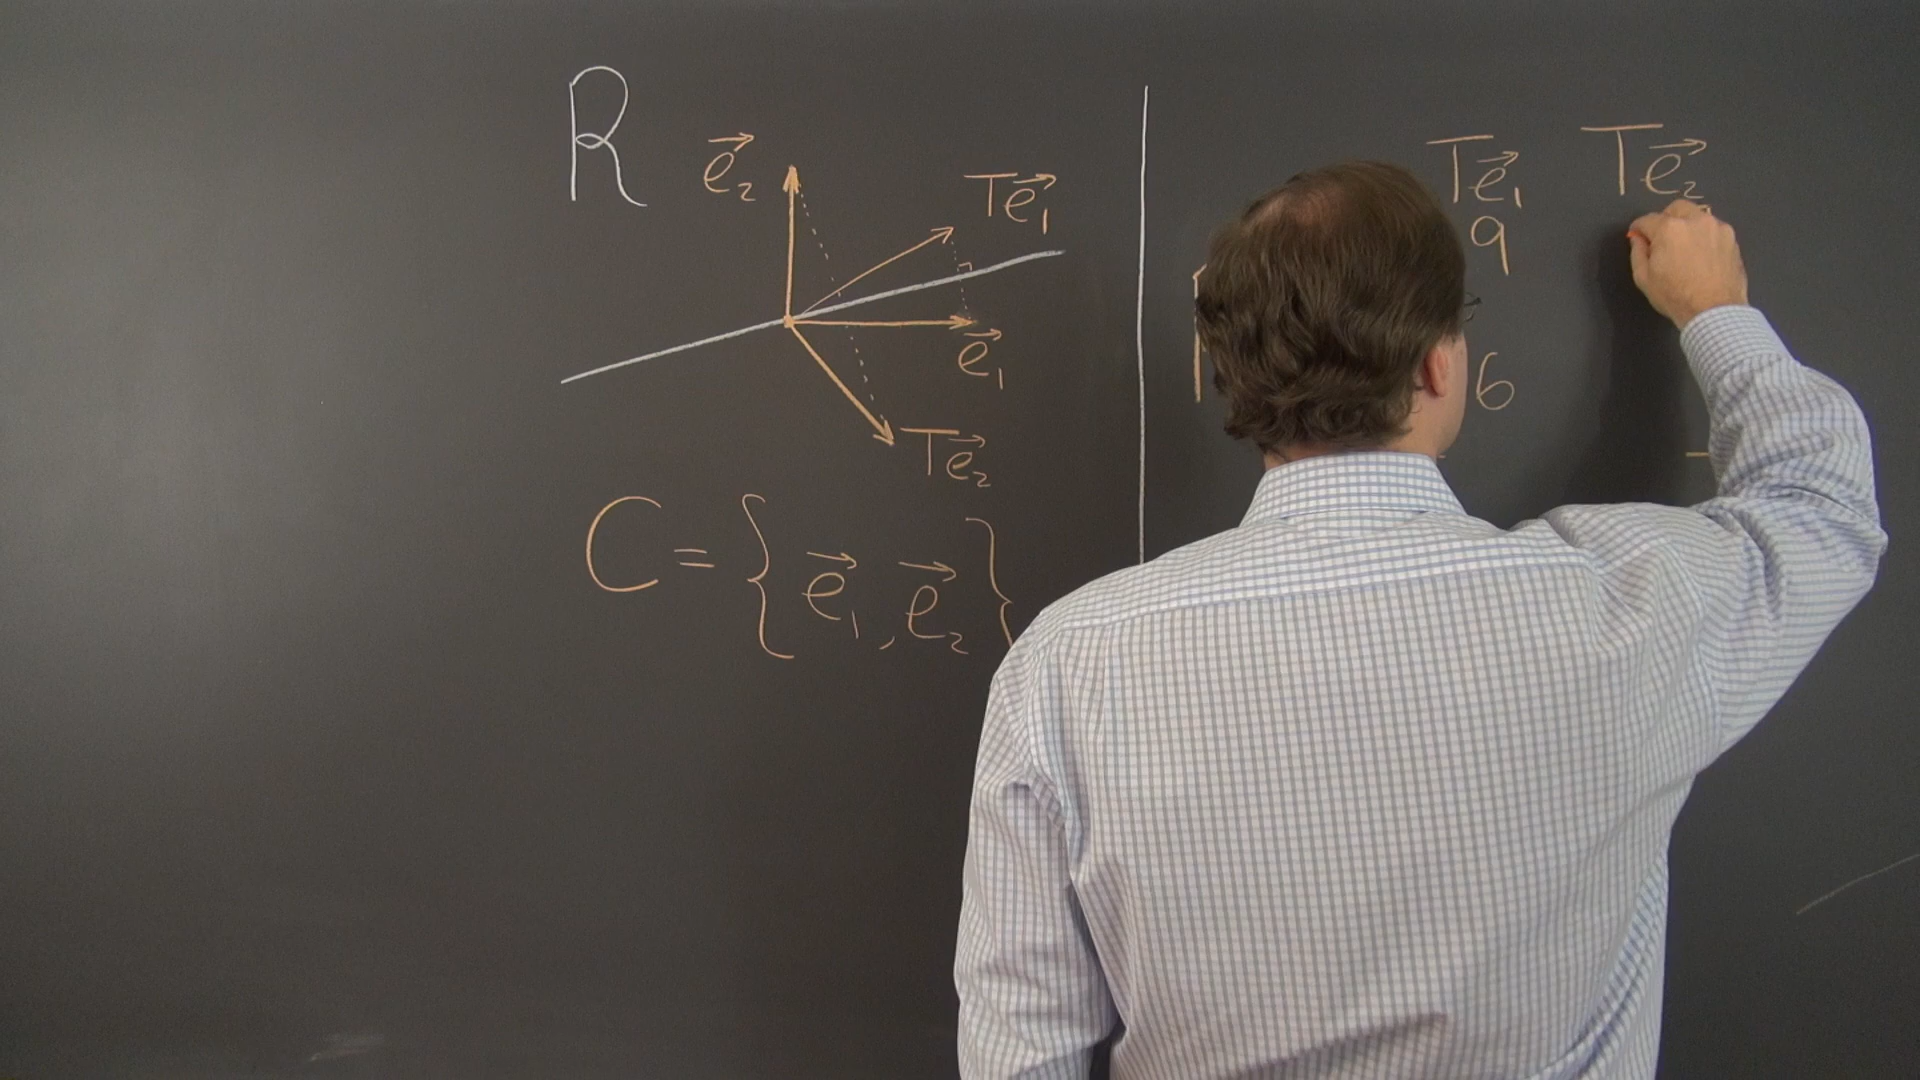 R
e⃗₂
Te⃗₁
e⃗₁
Te⃗₂
C = { e⃗₁, e⃗₂ }
Te⃗₁ Te⃗₂
9
6